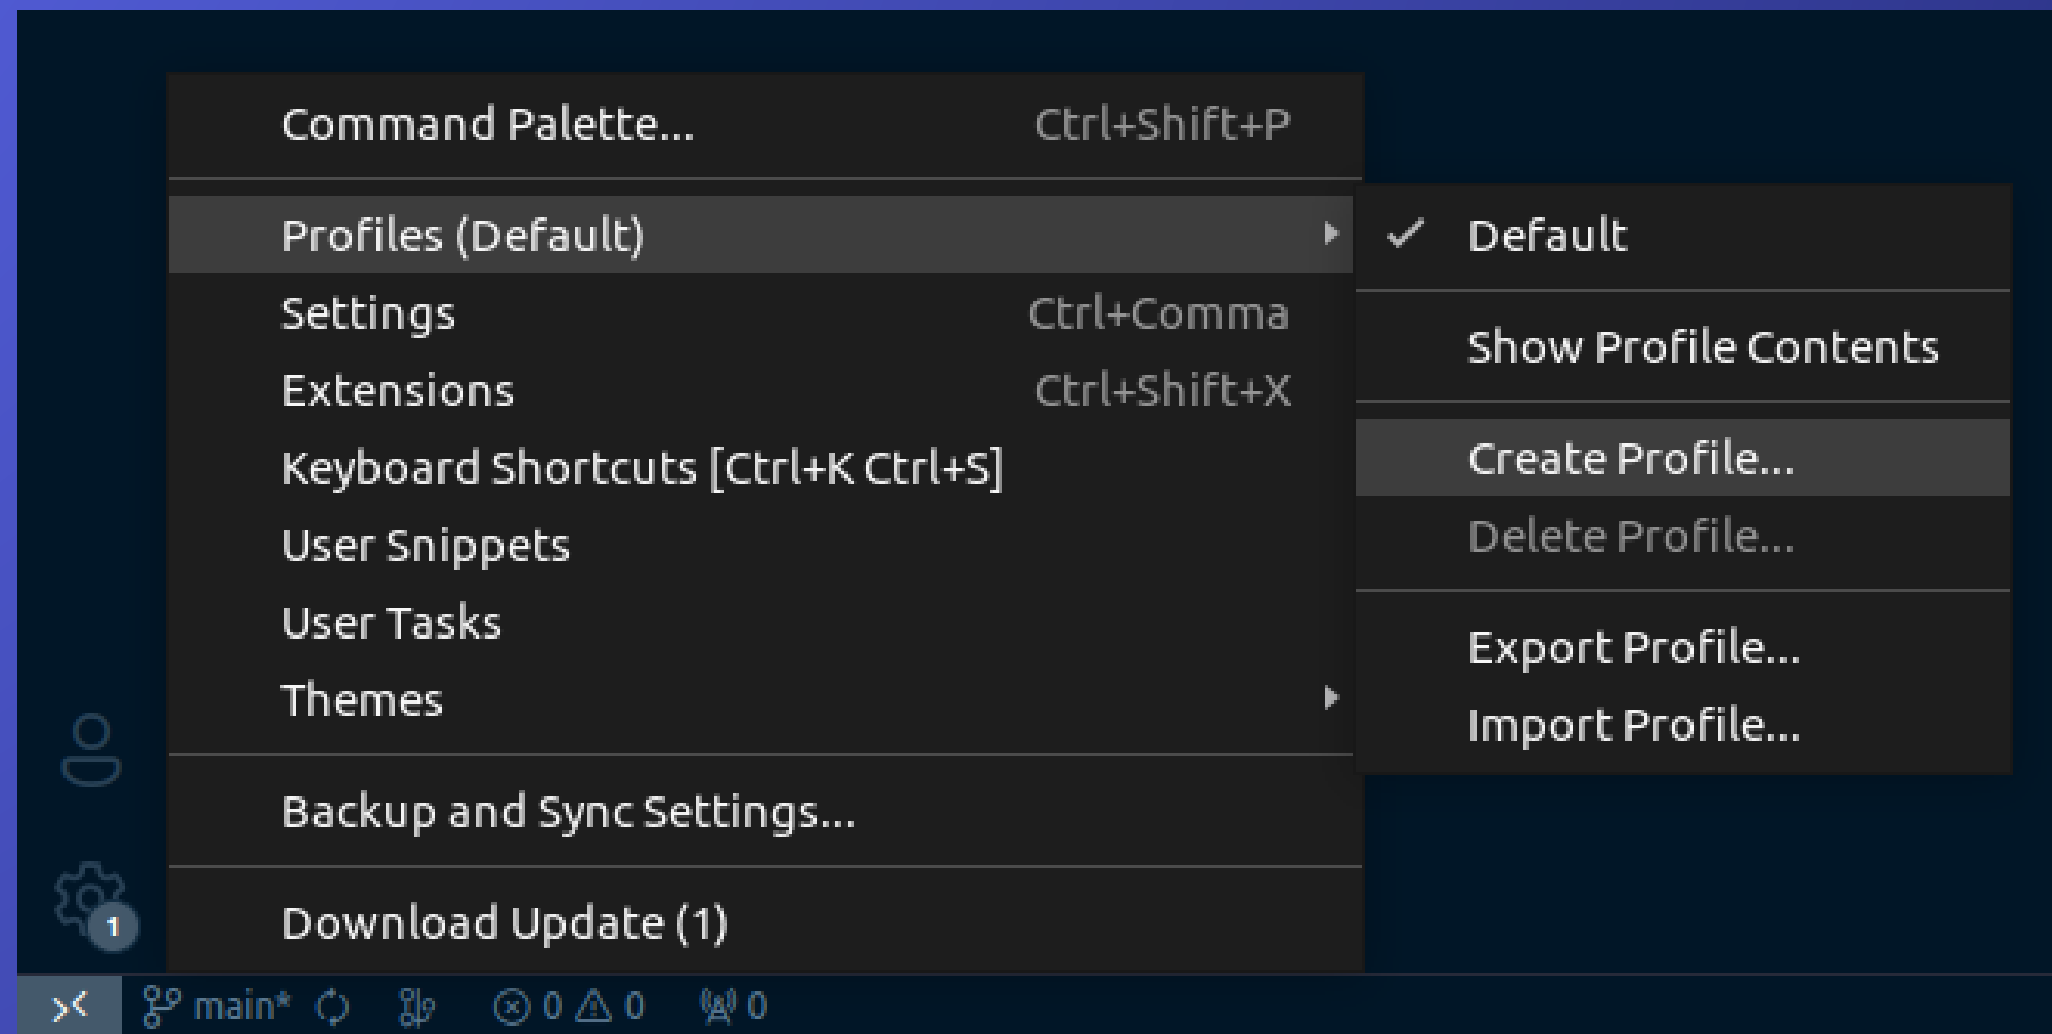 Command Palette... Ctrl+Shift+P
Profiles (Default)
Settings Ctrl+Comma
Extensions Ctrl+Shift+X
Keyboard Shortcuts [Ctrl+K Ctrl+S]
User Snippets
User Tasks
Themes
Backup and Sync Settings...
Download Update (1)
Default
Show Profile Contents
Create Profile...
Delete Profile...
Export Profile...
Import Profile...
1
main* 0 0 0